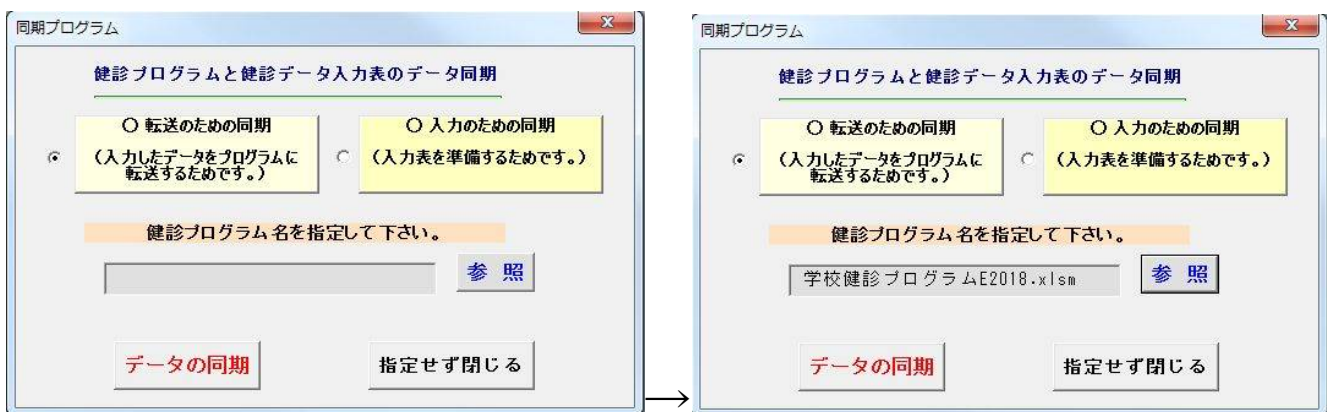 同期プログラム
健診プログラムと健診データ入力表のデータ同期
〇 転送のための同期
(入力したデータをプログラムに
転送するためです。)
〇 入力のための同期
(入力表を準備するためです。)
健診プログラム名を指定して下さい。
参 照
データの同期
指定せず閉じる
→
同期プログラム
健診プログラムと健診データ入力表のデータ同期
〇 転送のための同期
(入力したデータをプログラムに
転送するためです。)
〇 入力のための同期
(入力表を準備するためです。)
健診プログラム名を指定して下さい。
学校健診プログラムE2018.xlsm
参 照
データの同期
指定せず閉じる